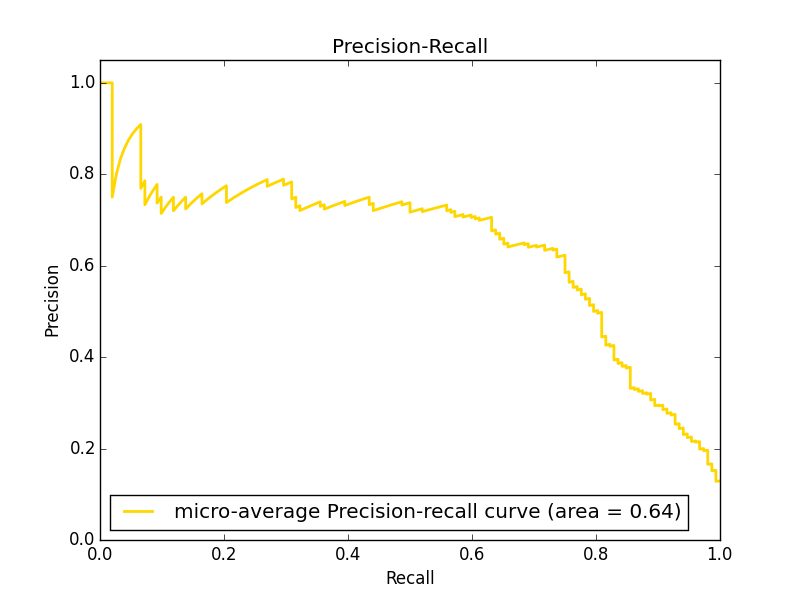 Precision-Recall
1.0
0.8
0.6
0.4
0.2
0.0
Precision
micro-average Precision-recall curve (area = 0.64)
0.0 0.2 0.4 0.6 0.8 1.0
Recall